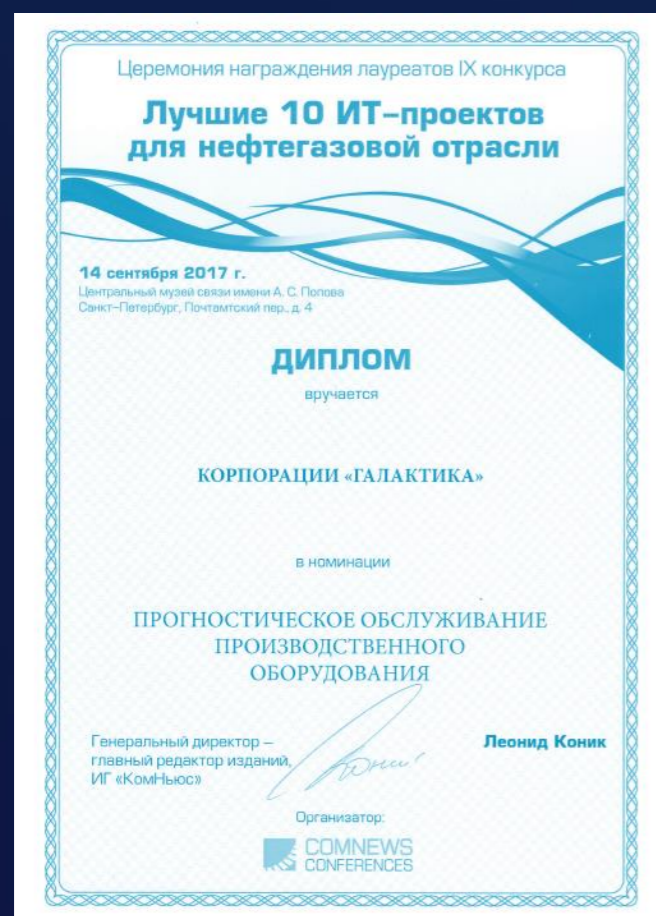 Церемония награждения лауреатов IX конкурса
Лучшие 10 ИТ-проектов
для нефтегазовой отрасли
14 сентября 2017 г.
Центральный музей связи имени А. С. Попова
Санкт-Петербург, Почтамтский пер., д. 4
ДИПЛОМ
вручается
КОРПОРАЦИИ «ГАЛАКТИКА»
в номинации
ПРОГНОСТИЧЕСКОЕ ОБСЛУЖИВАНИЕ
ПРОИЗВОДСТВЕННОГО
ОБОРУДОВАНИЯ
Генеральный директор –
главный редактор изданий,
ИГ «КомНьюс»
Леонид Коник
Организатор:
COMNEWS
CONFERENCES